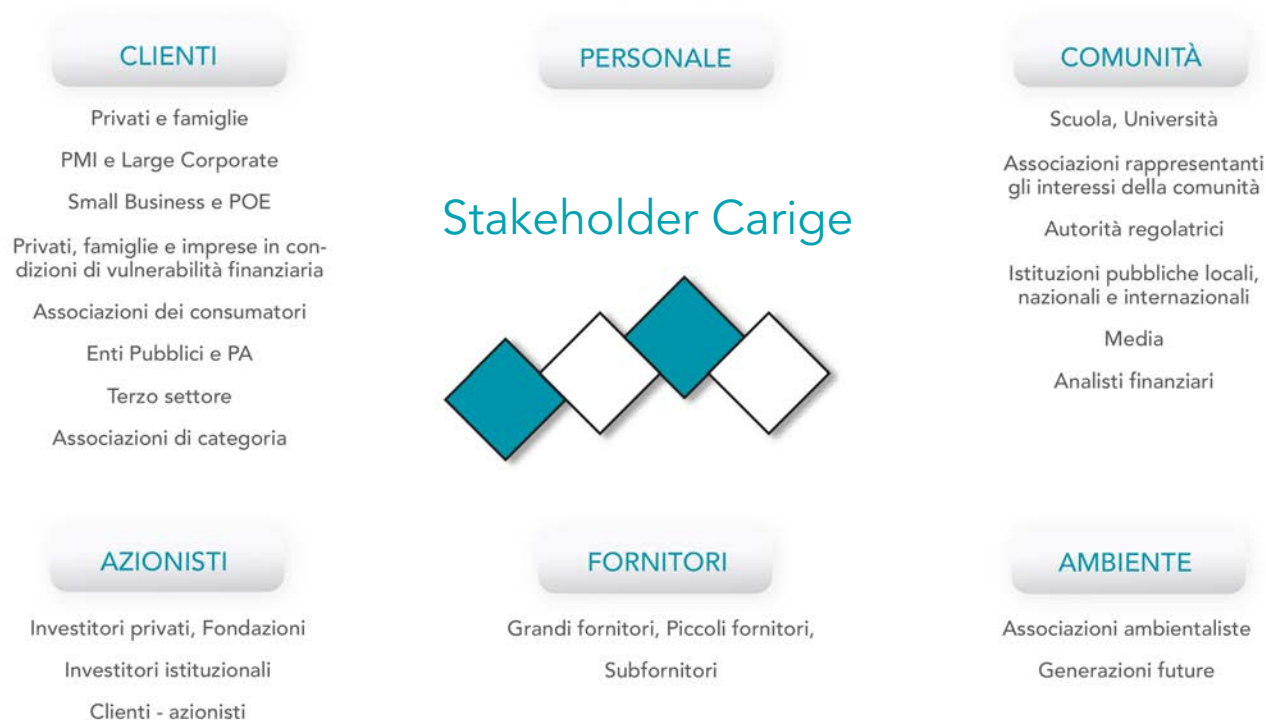 CLIENTI
Privati e famiglie
PMI e Large Corporate
Small Business e POE
Privati, famiglie e imprese in con-
dizioni di vulnerabilità finanziaria
Associazioni dei consumatori
Enti Pubblici e PA
Terzo settore
Associazioni di categoria
PERSONALE
Stakeholder Carige
COMUNITÀ
Scuola, Università
Associazioni rappresentanti
gli interessi della comunità
Autorità regolatrici
Istituzioni pubbliche locali,
nazionali e internazionali
Media
Analisti finanziari
AZIONISTI
Investitori privati, Fondazioni
Investitori istituzionali
Clienti - azionisti
FORNITORI
Grandi fornitori, Piccoli fornitori,
Subfornitori
AMBIENTE
Associazioni ambientaliste
Generazioni future